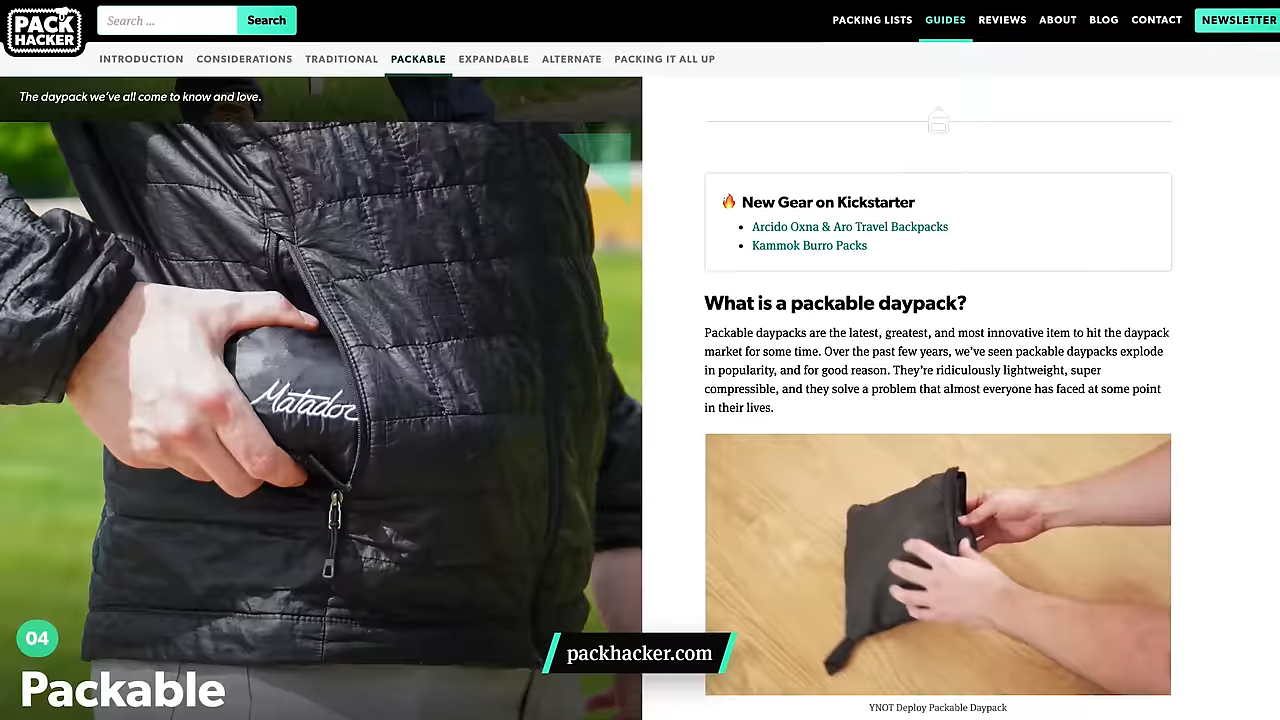 PACK
HACKER
Search ...
Search
PACKING LISTS
GUIDES
REVIEWS
ABOUT
BLOG
CONTACT
NEWSLETTER
INTRODUCTION
CONSIDERATIONS
TRADITIONAL
PACKABLE
EXPANDABLE
ALTERNATE
PACKING IT ALL UP
The daypack we’ve all come to know and love.
Matador
04
Packable
🔥 New Gear on Kickstarter
• Arcido Oxna & Aro Travel Backpacks
• Kammok Burro Packs
What is a packable daypack?
Packable daypacks are the latest, greatest, and most innovative item to hit the daypack
market for some time. Over the past few years, we’ve seen packable daypacks explode
in popularity, and for good reason. They’re ridiculously lightweight, super
compressible, and they solve a problem that almost everyone has faced at some point
in their lives.
packhacker.com
YNOT Deploy Packable Daypack